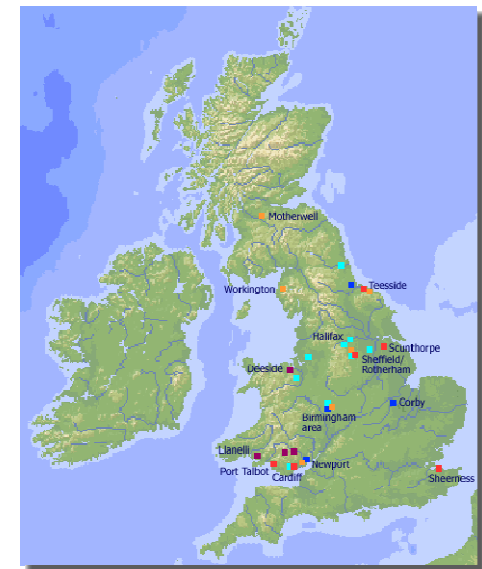 Motherwell
Teesside
Workington
Halifax
Scunthorpe
Sheffield/
Rotherham
Deeside
Corby
Birmingham
area
Llanelli
Newport
Port Talbot
Cardiff
Sheerness